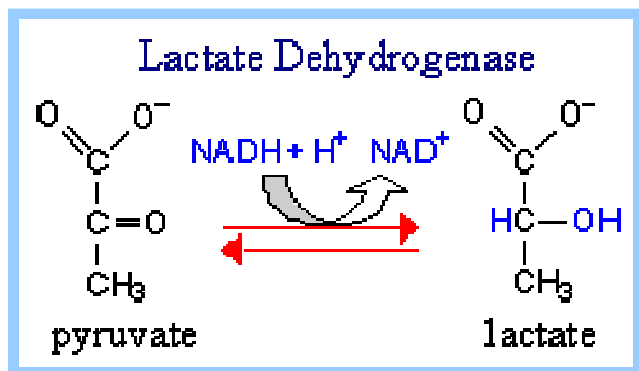 Lactate Dehydrogenase
O O⁻ NADH + H⁺ NAD⁺ O O⁻
C C
C=O HC—OH
CH₃ CH₃
pyruvate lactate